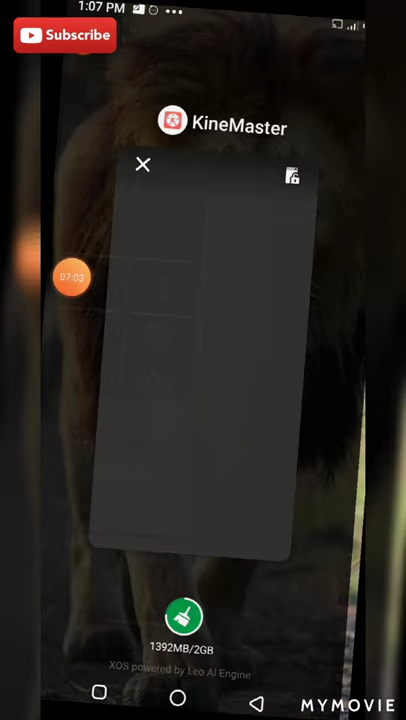 1:07 PM
Subscribe
KineMaster
07:03
1392MB/2GB
XOS powered by Leo AI Engine
MYMOVIE